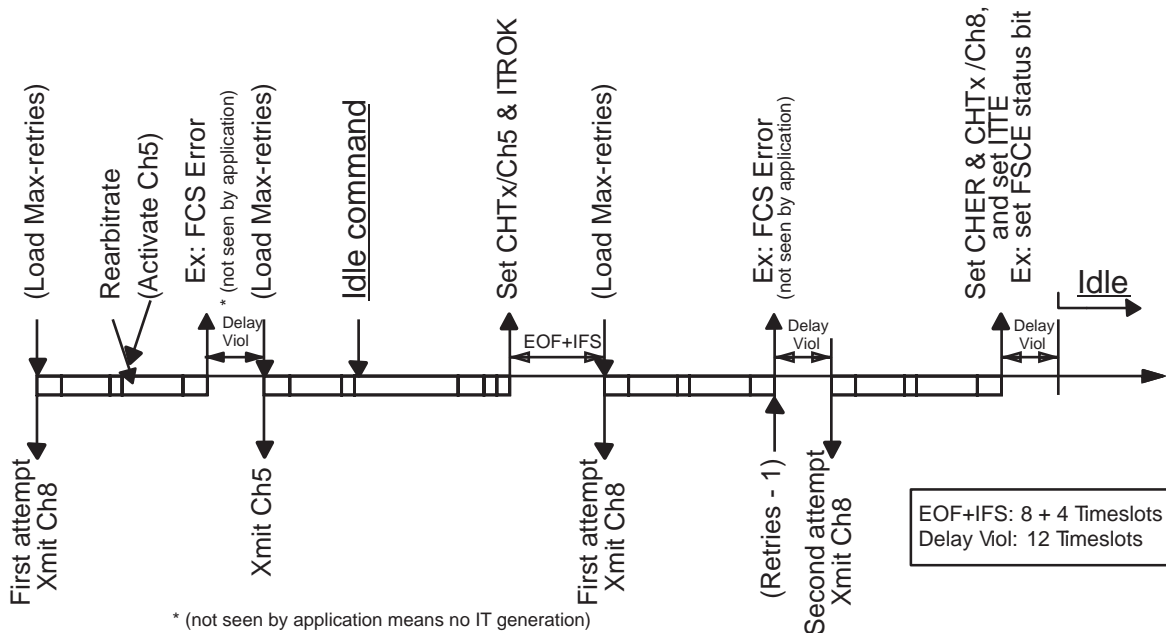 (Load Max-retries)
Rearbitrate
(Activate Ch5)
Ex: FCS Error
* (not seen by application)
(Load Max-retries)
Idle command
Set CHTx/Ch5 & ITROK
(Load Max-retries)
Ex: FCS Error
(not seen by application)
Set CHER & CHTx /Ch8,
and set ITTE
Ex: set FSCE status bit
Idle
Delay
Viol
EOF+IFS
Delay
Viol
Delay
Viol
First attempt
Xmit Ch8
Xmit Ch5
First attempt
Xmit Ch8
(Retries - 1)
Second attempt
Xmit Ch8
EOF+IFS: 8 + 4 Timeslots
Delay Viol: 12 Timeslots
* (not seen by application means no IT generation)